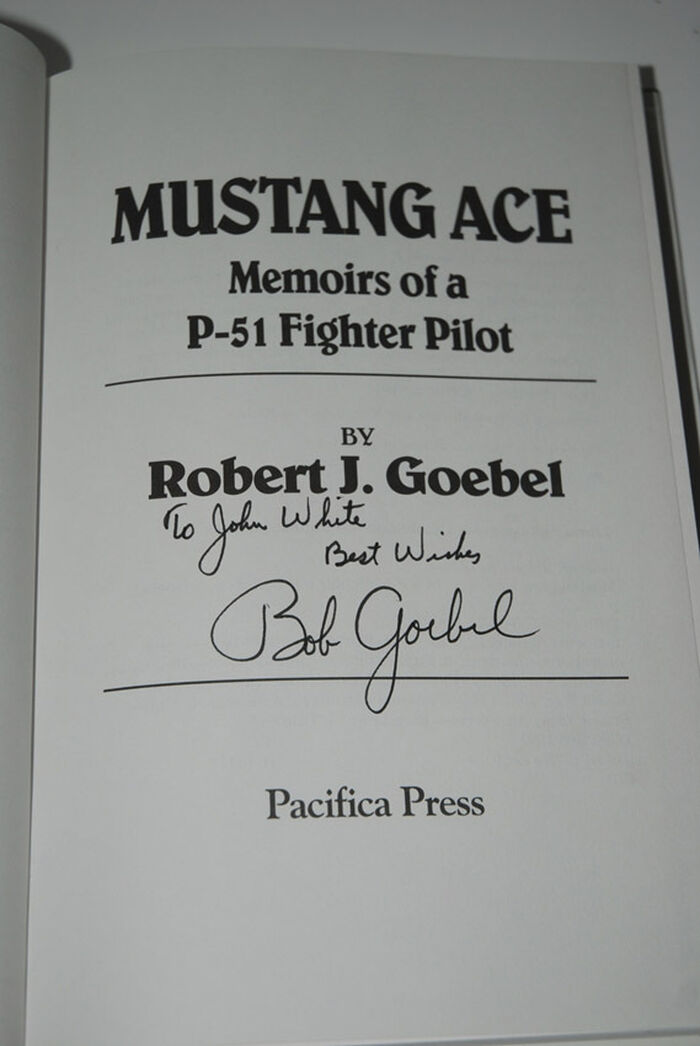 MUSTANG ACE
Memoirs of a
P-51 Fighter Pilot
BY
Robert J. Goebel
To John White
Best Wishes
Bob Goebel
Pacifica Press